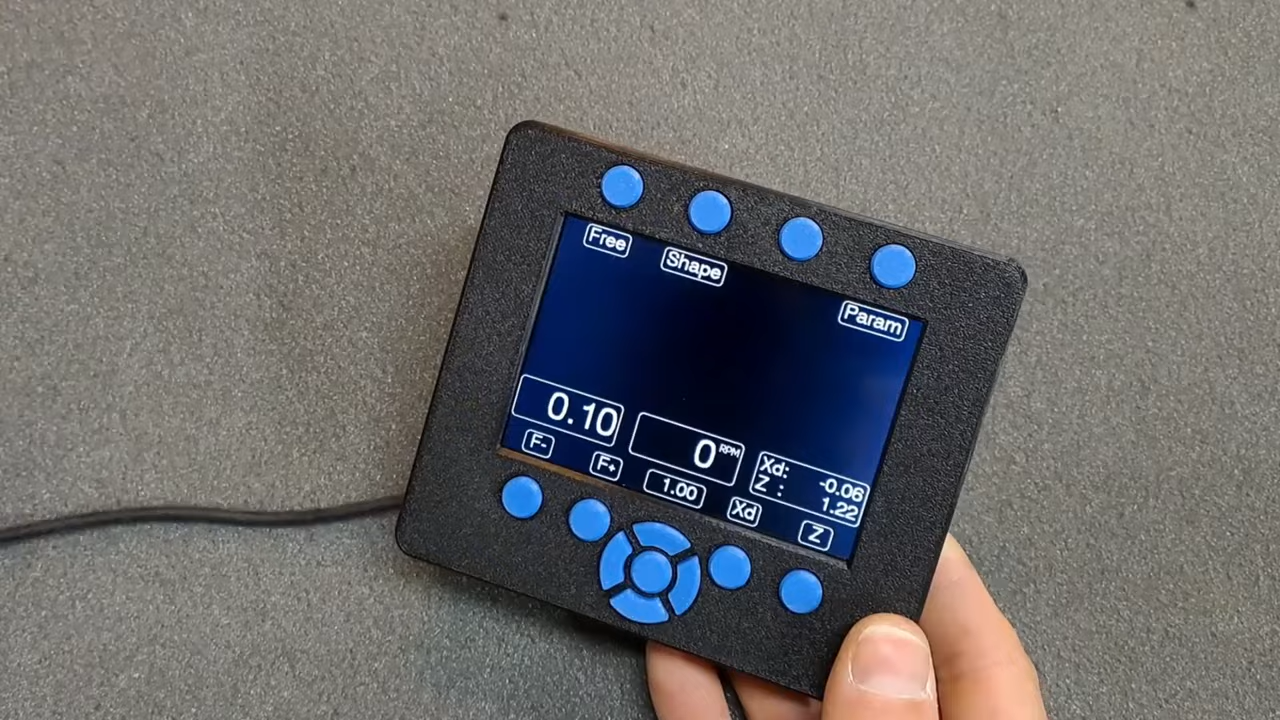 Free
Shape
Param
0.10
0 RPM
Xd: -0.06
Z : 1.22
F-
F+
1.00
Xd
Z